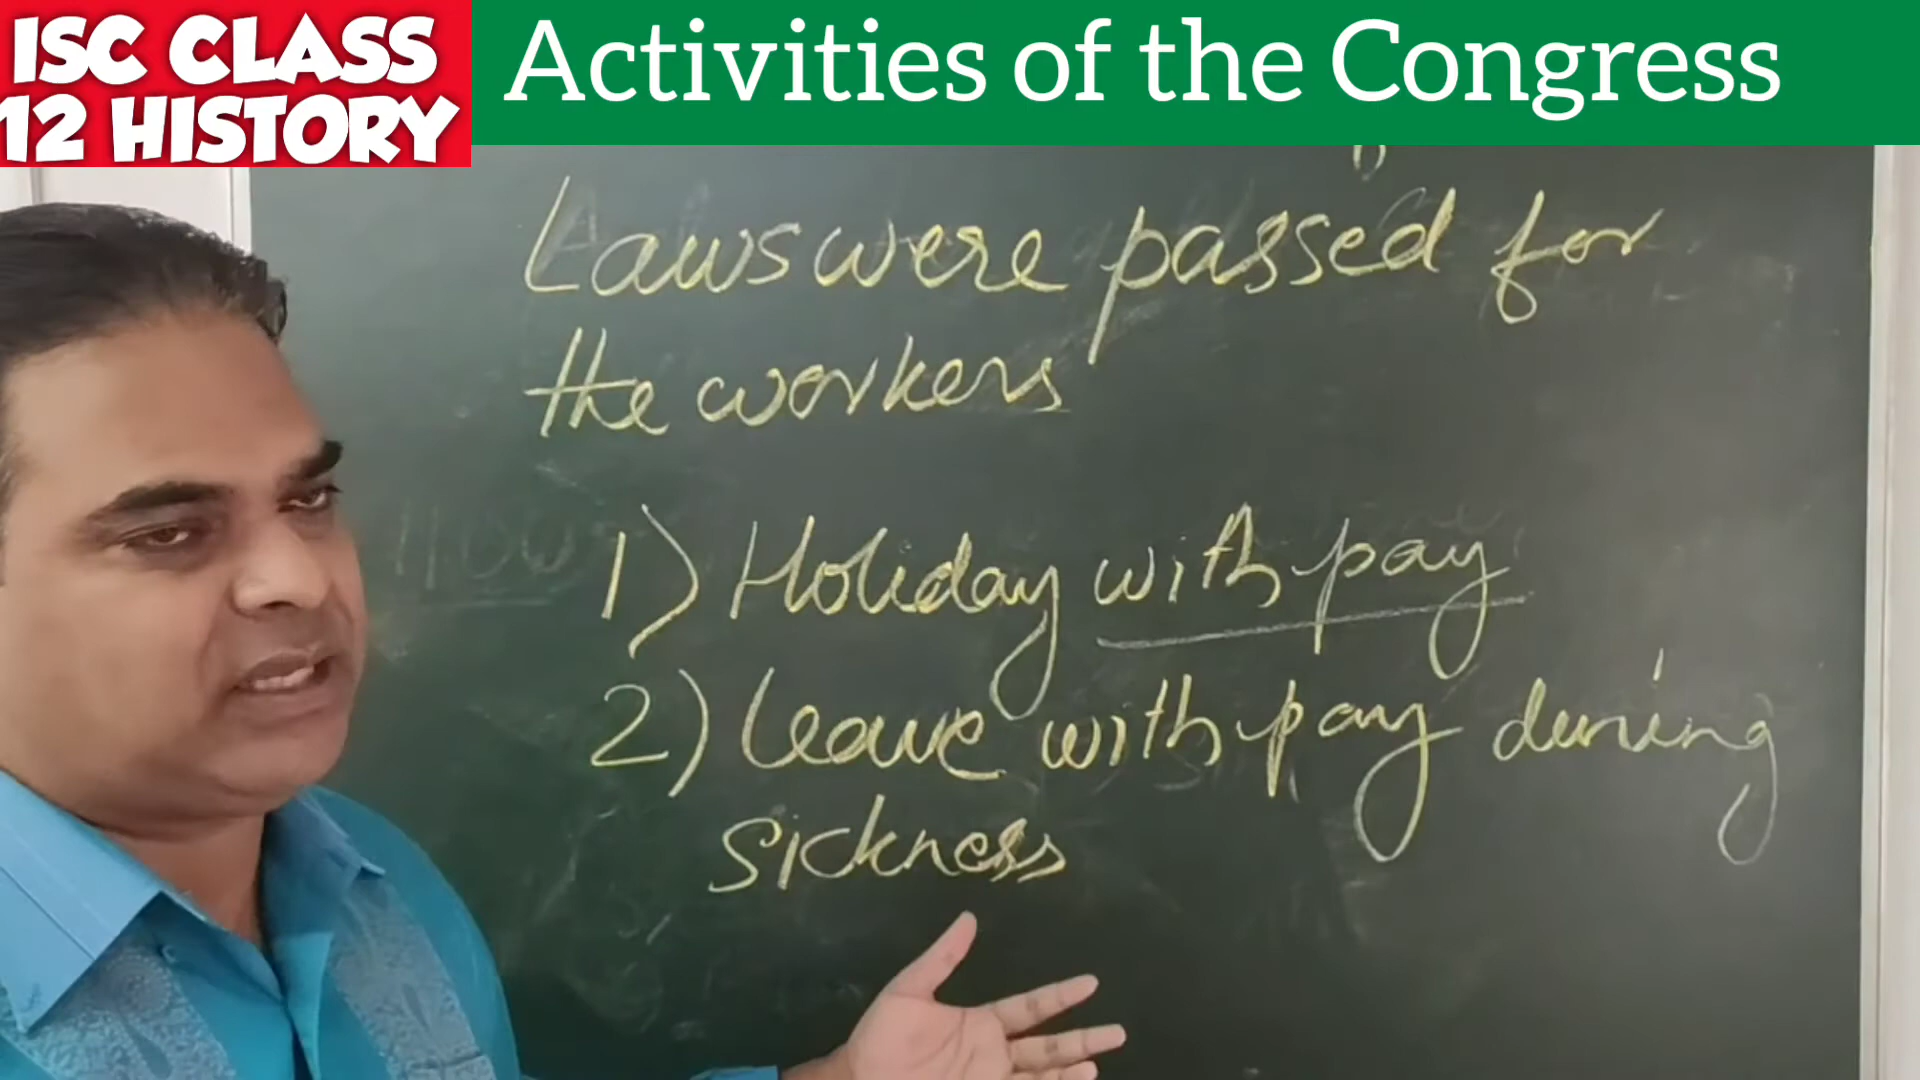 ISC CLASS
12 HISTORY
Activities of the Congress
Laws were passed for
the workers
1) Holiday with pay
2) Leave with pay during
sickness